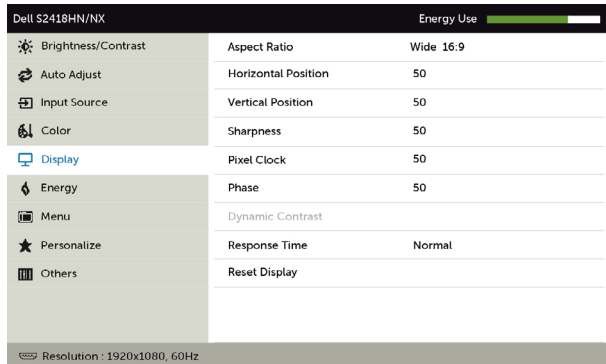 Dell S2418HN/NX Energy Use
Brightness/Contrast
Auto Adjust
Input Source
Color
Display
Energy
Menu
Personalize
Others
Aspect Ratio Wide 16:9
Horizontal Position 50
Vertical Position 50
Sharpness 50
Pixel Clock 50
Phase 50
Dynamic Contrast
Response Time Normal
Reset Display
Resolution : 1920x1080, 60Hz